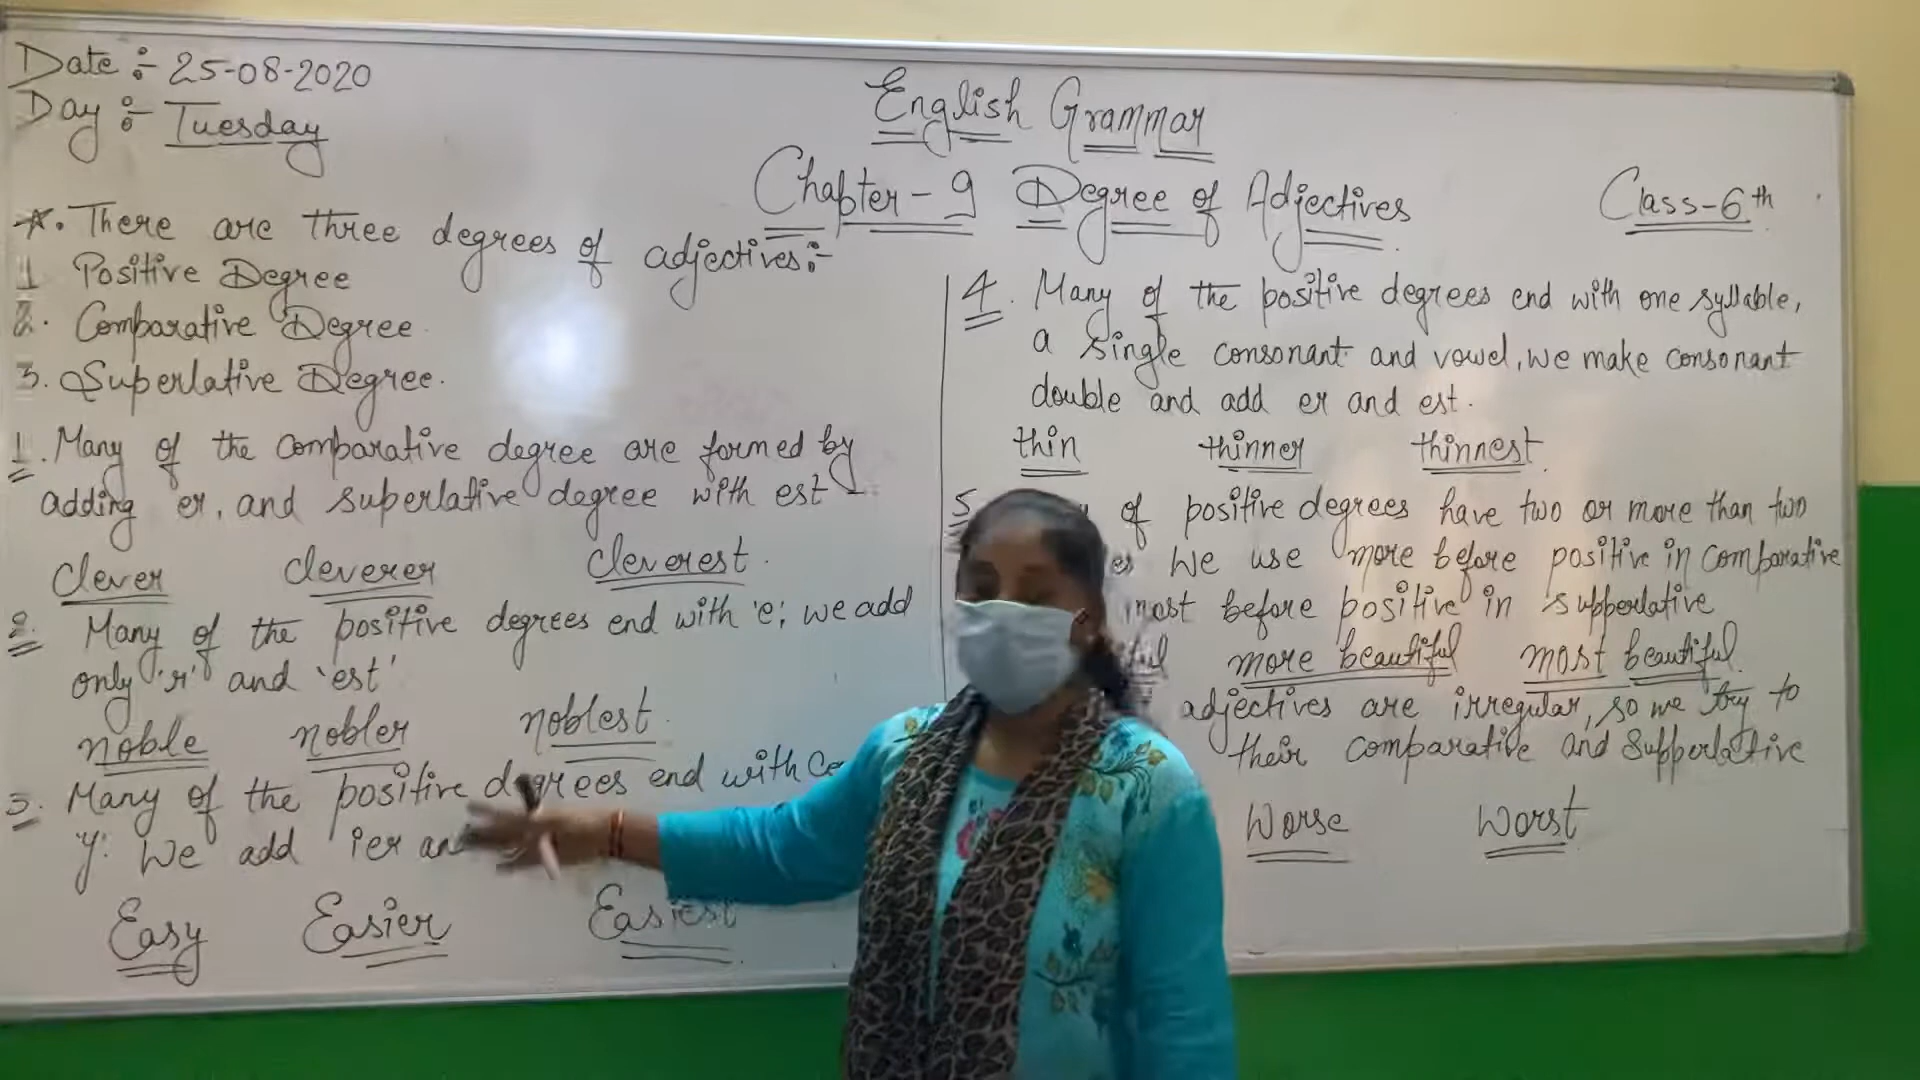 Date :- 25-08-2020
Day :- Tuesday
English Grammar
Chapter - 9 Degree of Adjectives
Class-6th
*. There are three degrees of adjectives:-
1 Positive Degree
2. Comparative Degree.
3. Superlative Degree.
1. Many of the comparative degree are formed by
adding er, and superlative degree with est
Clever cleverer cleverest.
2. Many of the positive degrees end with 'e', we add
only 'r' and 'est'
noble nobler noblest.
3. Many of the positive degrees end with
y. We add ier
Easy Easier Easiest
4. Many of the positive degrees end with one syllable,
a single consonant and vowel, we make consonant
double and add er and est.
thin thinner thinnest.
5 of positive degrees have two or more than two
We use more before positive in comparative
most before positive in supperlative
more beautiful most beautiful.
adjectives are irregular, so we try to
their comparative and supperlative
Worse Worst